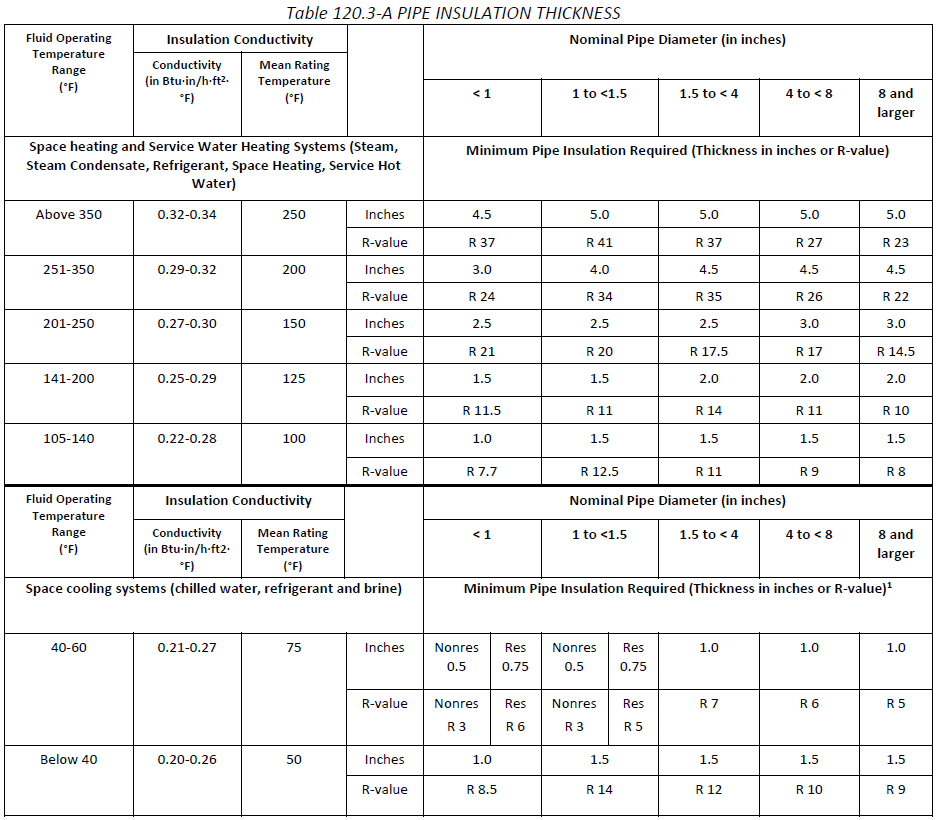 Table 120.3-A PIPE INSULATION THICKNESS
Fluid Operating
Temperature
Range
(°F)
Insulation Conductivity
Nominal Pipe Diameter (in inches)
Conductivity
(in Btu·in/h·ft²·
°F)
Mean Rating
Temperature
(°F)
< 1
1 to <1.5
1.5 to < 4
4 to < 8
8 and
larger
Space heating and Service Water Heating Systems (Steam,
Steam Condensate, Refrigerant, Space Heating, Service Hot
Water)
Minimum Pipe Insulation Required (Thickness in inches or R-value)
Above 350 0.32-0.34 250 Inches 4.5 5.0 5.0 5.0 5.0
R-value R 37 R 41 R 37 R 27 R 23
251-350 0.29-0.32 200 Inches 3.0 4.0 4.5 4.5 4.5
R-value R 24 R 34 R 35 R 26 R 22
201-250 0.27-0.30 150 Inches 2.5 2.5 2.5 3.0 3.0
R-value R 21 R 20 R 17.5 R 17 R 14.5
141-200 0.25-0.29 125 Inches 1.5 1.5 2.0 2.0 2.0
R-value R 11.5 R 11 R 14 R 11 R 10
105-140 0.22-0.28 100 Inches 1.0 1.5 1.5 1.5 1.5
R-value R 7.7 R 12.5 R 11 R 9 R 8
Fluid Operating
Temperature
Range
(°F)
Insulation Conductivity
Nominal Pipe Diameter (in inches)
Conductivity
(in Btu·in/h·ft2·
°F)
Mean Rating
Temperature
(°F)
< 1
1 to <1.5
1.5 to < 4
4 to < 8
8 and
larger
Space cooling systems (chilled water, refrigerant and brine)
Minimum Pipe Insulation Required (Thickness in inches or R-value)¹
40-60 0.21-0.27 75 Inches Nonres Res Nonres Res 1.0 1.0 1.0
0.5 0.75 0.5 0.75
R-value Nonres Res Nonres Res R 7 R 6 R 5
R 3 R 6 R 3 R 5
Below 40 0.20-0.26 50 Inches 1.0 1.5 1.5 1.5 1.5
R-value R 8.5 R 14 R 12 R 10 R 9